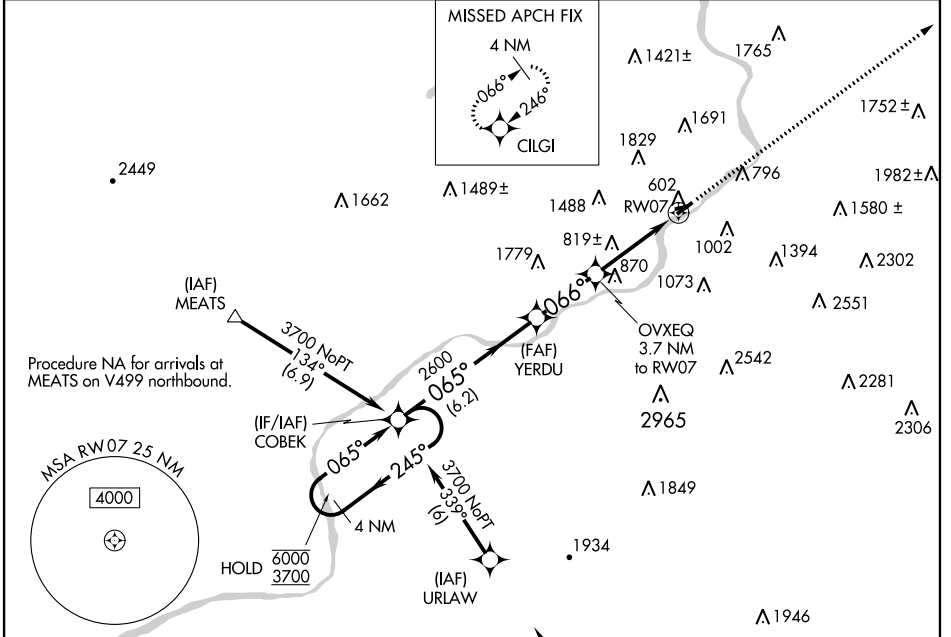 MISSED APCH FIX
4 NM
066°
246°
CILGI
1421±
1765
1752 ±
1691
1829
2449
1662
1489±
1488
602
796
1982±
RW07
1580 ±
819±
1002
1779
870
1394
2302
1073
066°
(IAF)
MEATS
2551
OVXEQ
3.7 NM
to RW07
3700 NoPT
134°
(6.9)
(FAF)
YERDU
Procedure NA for arrivals at
MEATS on V499 northbound.
2600
065°
(6.2)
2542
2281
2965
2306
(IF/IAF)
COBEK
065°
245°
MSA RW07 25 NM
4000
3700 NoPT
339°
(6)
1849
4 NM
HOLD
6000
3700
1934
(IAF)
URLAW
1946